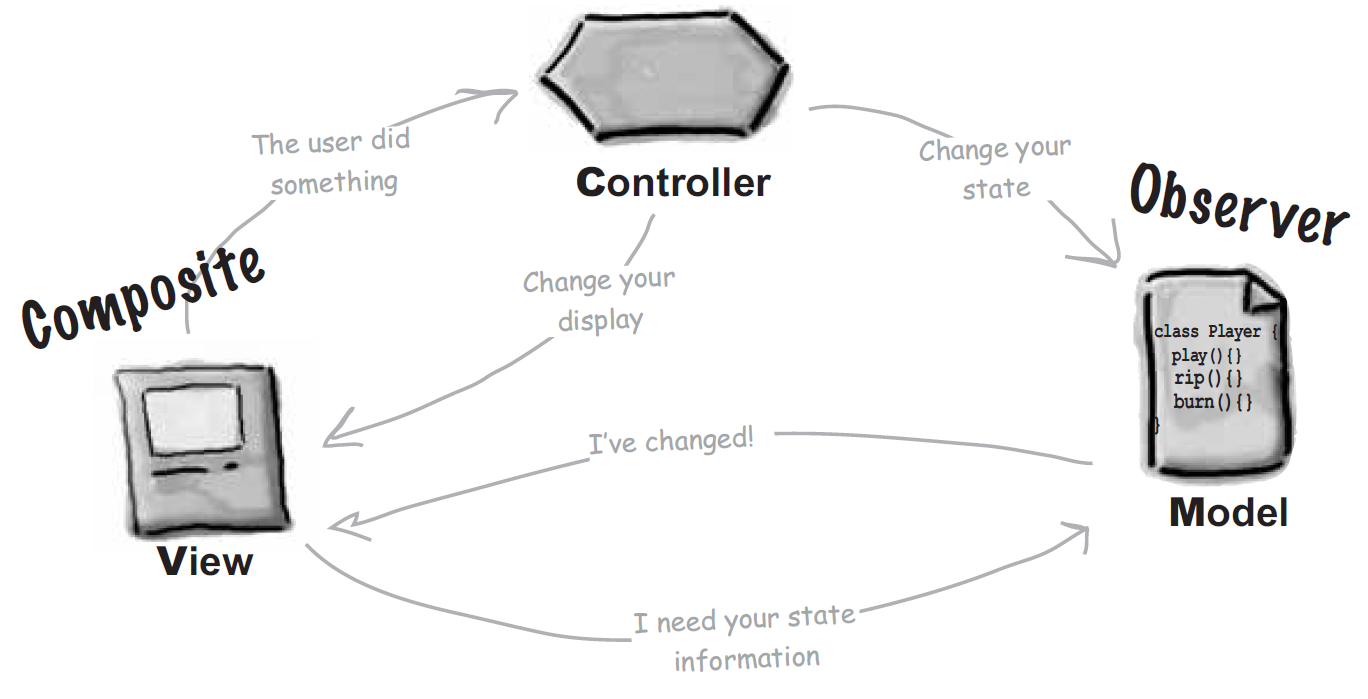 The user did
something
Controller
Change your
state
Observer
Composite
Change your
display
class Player {
play(){}
rip(){}
burn(){}
}
I've changed!
Model
View
I need your state
information